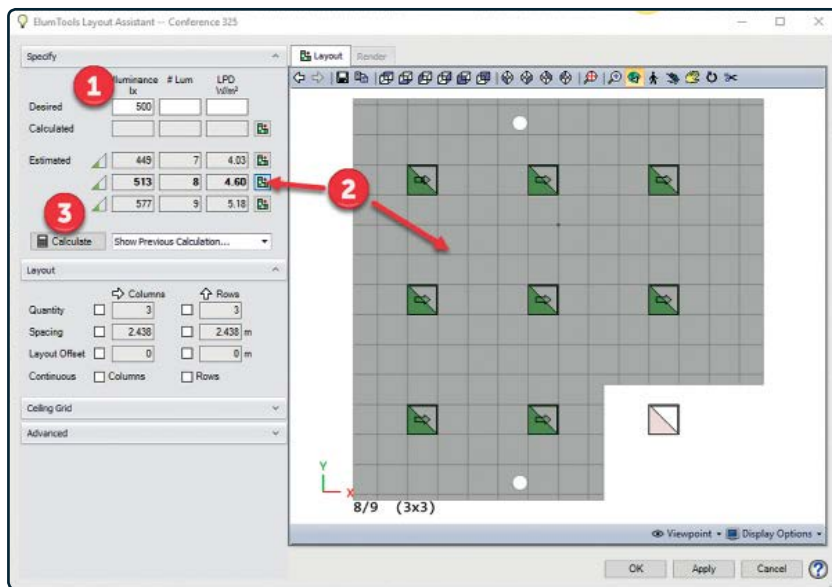 ElumTools Layout Assistant -- Conference 325
Specify
Illuminance # Lum LPD
lx W/m²
1
Desired 500
Calculated
Estimated 449 7 4.03
513 8 4.60
577 9 5.18
2
3
Calculate Show Previous Calculation...
Layout
Columns Rows
Quantity 3 3
Spacing 2.438 2.438 m
Layout Offset 0 0 m
Continuous Columns Rows
Ceiling Grid
Advanced
Layout Render
Y
X
8/9 (3x3)
Viewpoint Display Options
OK Apply Cancel ?